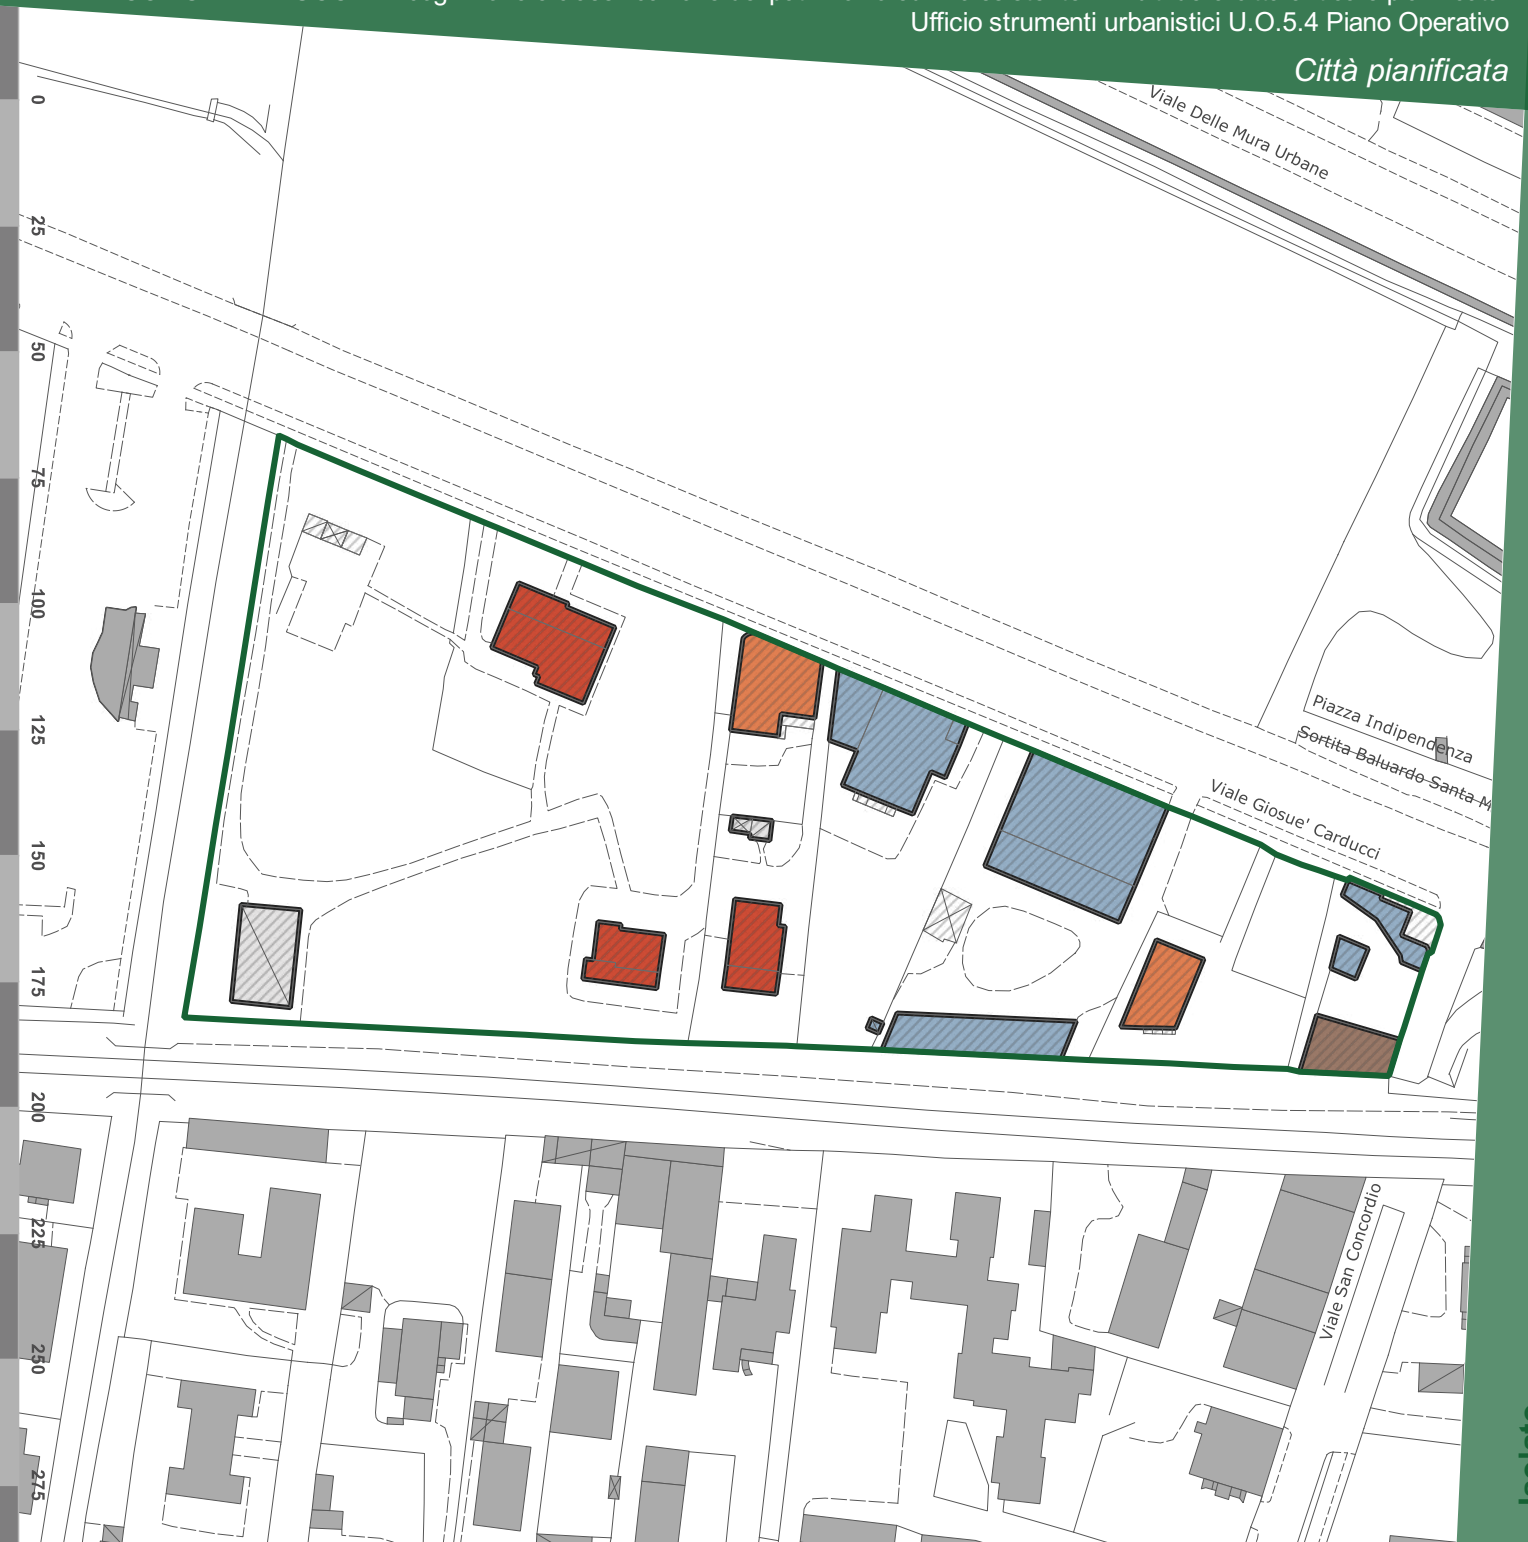 Ufficio strumenti urbanistici U.O.5.4 Piano Operativo
Città pianificata
Viale Delle Mura Urbane
0
25
50
75
100
125
150
175
200
225
250
275
Piazza Indipendenza
Sortita Baluardo Santa M
Viale Giosue' Carducci
Viale San Concordio